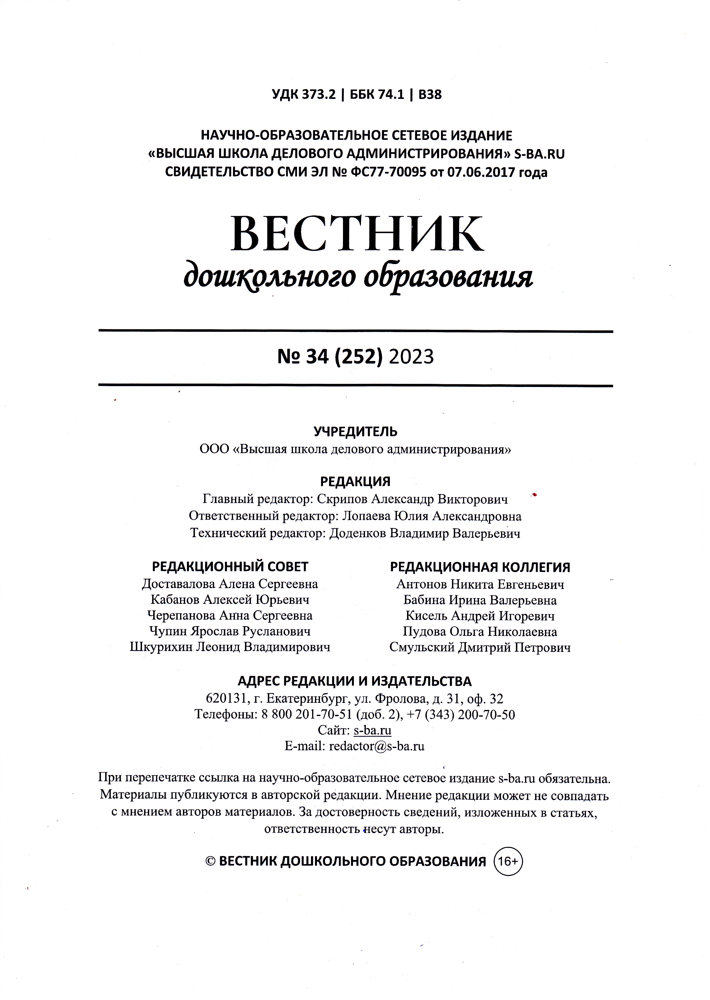 УДК 373.2 | ББК 74.1 | В38
НАУЧНО-ОБРАЗОВАТЕЛЬНОЕ СЕТЕВОЕ ИЗДАНИЕ
«ВЫСШАЯ ШКОЛА ДЕЛОВОГО АДМИНИСТРИРОВАНИЯ» S-BA.RU
СВИДЕТЕЛЬСТВО СМИ ЭЛ № ФС77-70095 от 07.06.2017 года
ВЕСТНИК
дошкольного образования
№ 34 (252) 2023
УЧРЕДИТЕЛЬ
ООО «Высшая школа делового администрирования»
РЕДАКЦИЯ
Главный редактор: Скрипов Александр Викторович
Ответственный редактор: Лопаева Юлия Александровна
Технический редактор: Доденков Владимир Валерьевич
РЕДАКЦИОННЫЙ СОВЕТ
Доставалова Алена Сергеевна
Кабанов Алексей Юрьевич
Черепанова Анна Сергеевна
Чупин Ярослав Русланович
Шкурихин Леонид Владимирович
РЕДАКЦИОННАЯ КОЛЛЕГИЯ
Антонов Никита Евгеньевич
Бабина Ирина Валерьевна
Кисель Андрей Игоревич
Пудова Ольга Николаевна
Смульский Дмитрий Петрович
АДРЕС РЕДАКЦИИ И ИЗДАТЕЛЬСТВА
620131, г. Екатеринбург, ул. Фролова, д. 31, оф. 32
Телефоны: 8 800 201-70-51 (доб. 2), +7 (343) 200-70-50
Сайт: s-ba.ru
E-mail: redactor@s-ba.ru
При перепечатке ссылка на научно-образовательное сетевое издание s-ba.ru обязательна.
Материалы публикуются в авторской редакции. Мнение редакции может не совпадать
с мнением авторов материалов. За достоверность сведений, изложенных в статьях,
ответственность несут авторы.
© ВЕСТНИК ДОШКОЛЬНОГО ОБРАЗОВАНИЯ 16+